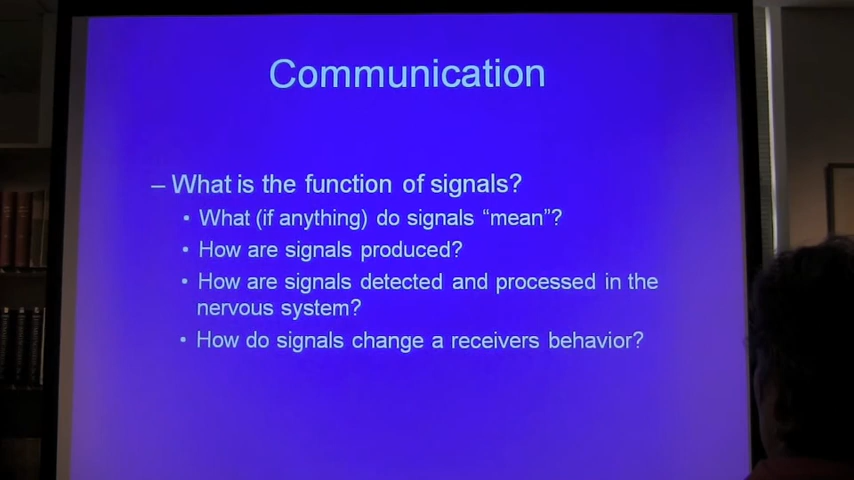 Communication
– What is the function of signals?
• What (if anything) do signals “mean”?
• How are signals produced?
• How are signals detected and processed in the
nervous system?
• How do signals change a receivers behavior?